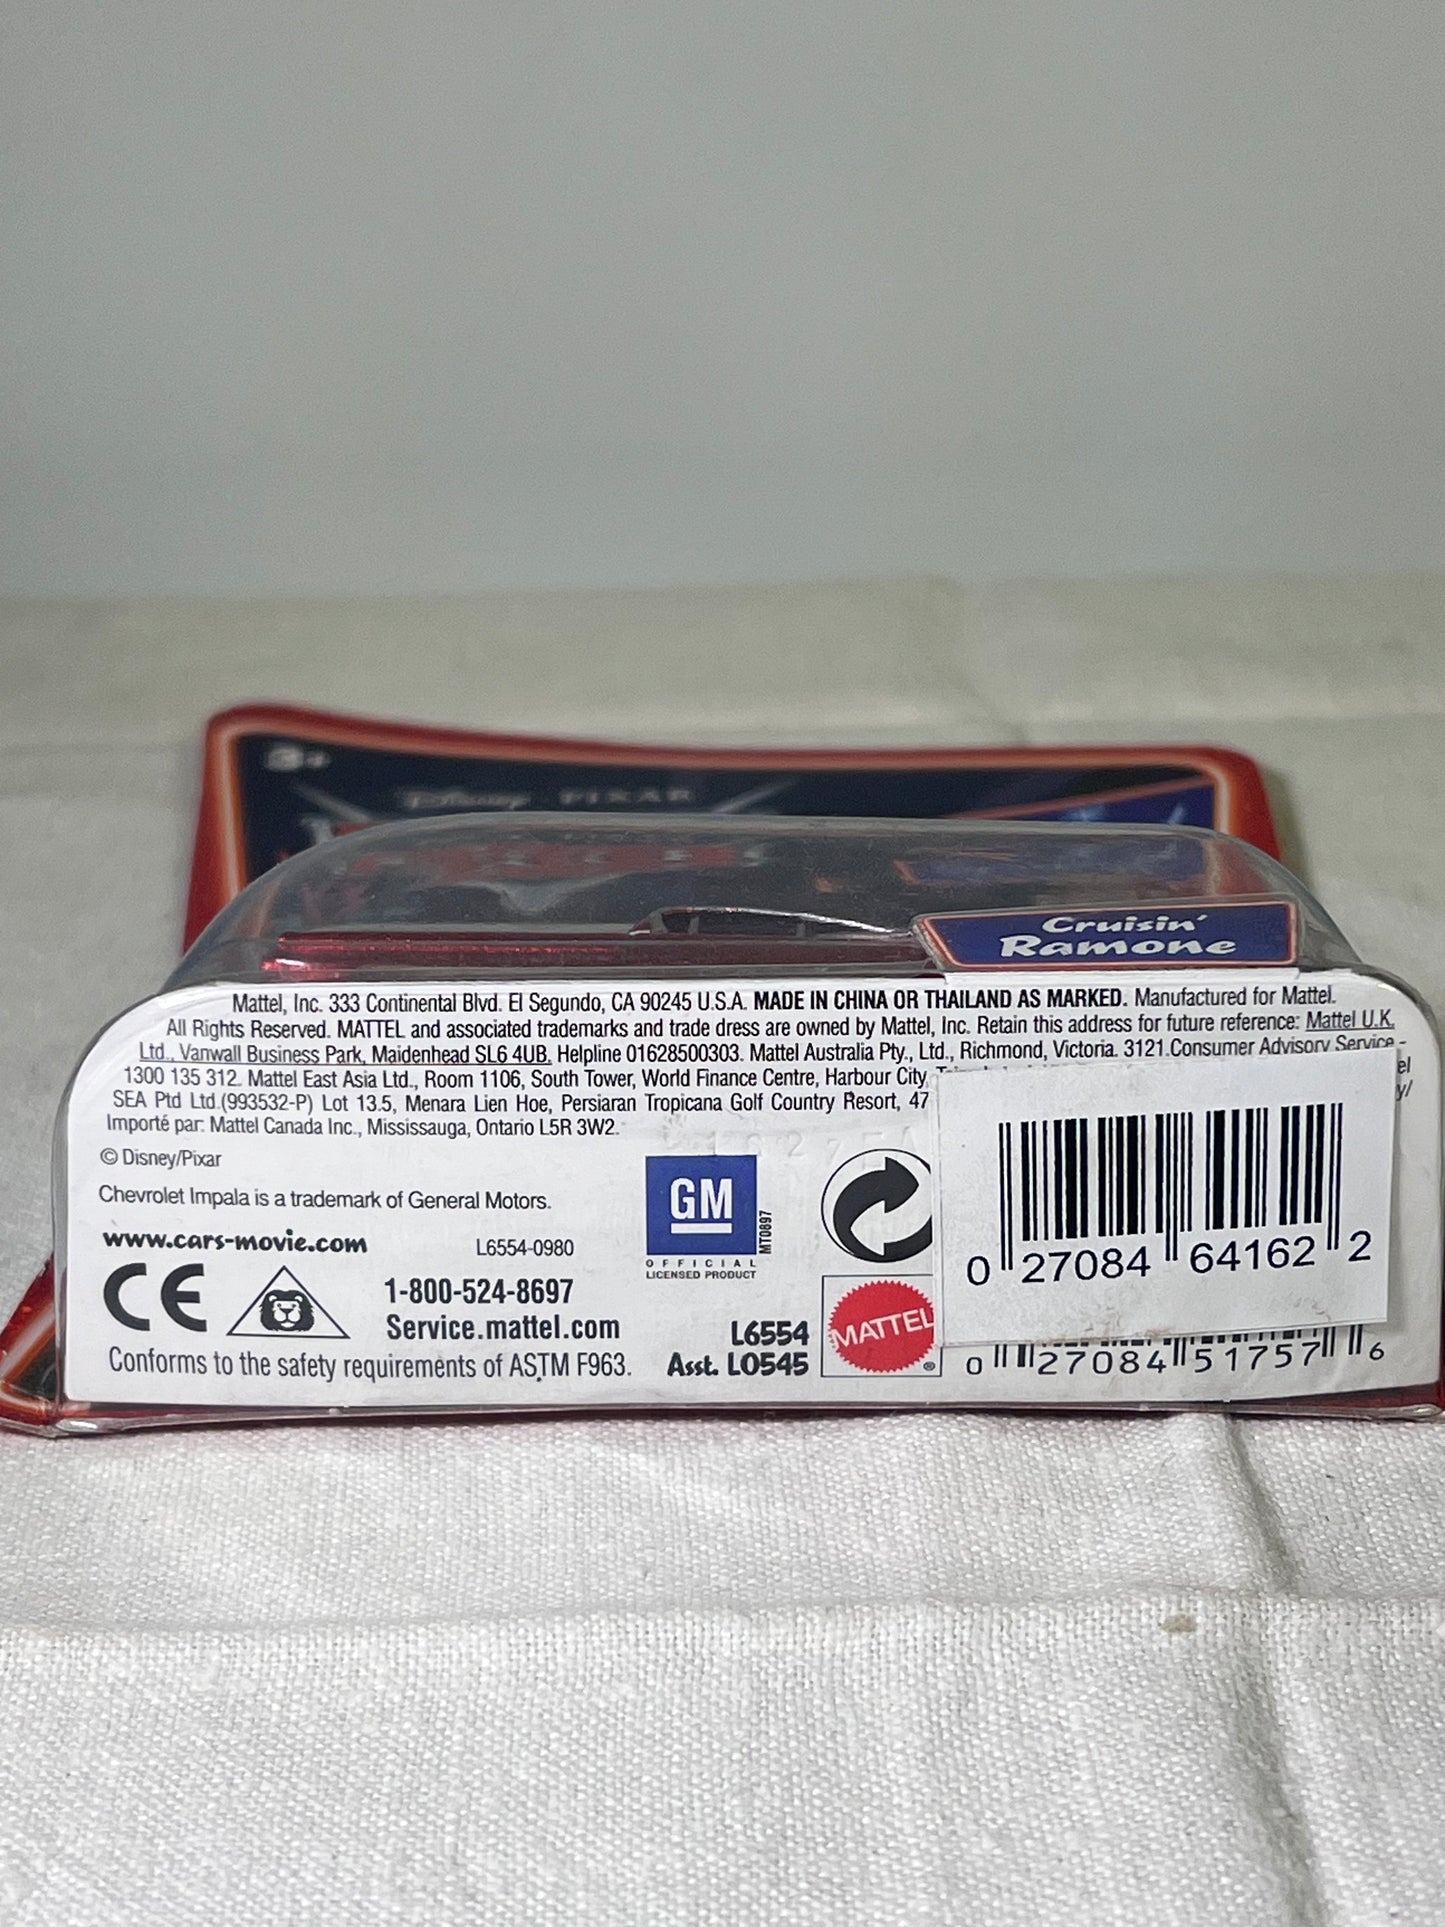 3+
Disney PIXAR
Cruisin'
Ramone
Mattel, Inc. 333 Continental Blvd. El Segundo, CA 90245 U.S.A. MADE IN CHINA OR THAILAND AS MARKED. Manufactured for Mattel.
All Rights Reserved. MATTEL and associated trademarks and trade dress are owned by Mattel, Inc. Retain this address for future reference: Mattel U.K.
Ltd., Vanwall Business Park, Maidenhead SL6 4UB. Helpline 01628500303. Mattel Australia Pty., Ltd., Richmond, Victoria. 3121.Consumer Advisory Service -
1300 135 312. Mattel East Asia Ltd., Room 1106, South Tower, World Finance Centre, Harbour City,
SEA Ptd Ltd.(993532-P) Lot 13.5, Menara Lien Hoe, Persiaran Tropicana Golf Country Resort, 47
Importé par: Mattel Canada Inc., Mississauga, Ontario L5R 3W2.
© Disney/Pixar
Chevrolet Impala is a trademark of General Motors.
www.cars-movie.com
L6554-0980
CE
1-800-524-8697
Service.mattel.com
Conforms to the safety requirements of ASTM F963.
GM
MT0897
OFFICIAL
LICENSED PRODUCT
L6554
Asst. L0545
MATTEL
®
0 27084 64162 2
0 27084 51757 6